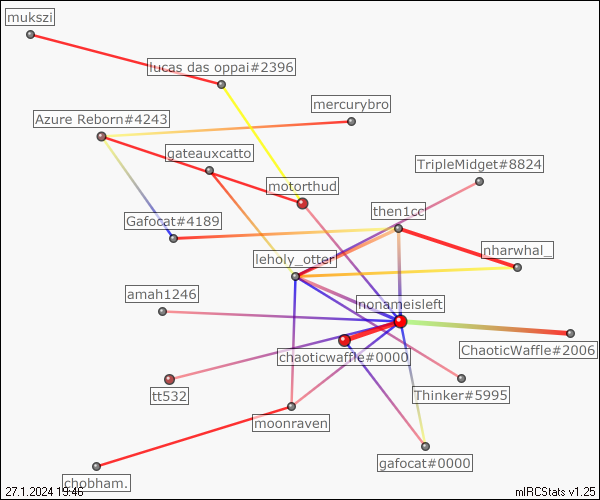 mukszi
lucas das oppai#2396
mercurybro
Azure Reborn#4243
gateauxcatto
TripleMidget#8824
motorthud
then1cc
Gafocat#4189
nharwhal_
leholy_otter
amah1246
nonameisleft
chaoticwaffle#0000
ChaoticWaffle#2006
tt532
Thinker#5995
moonraven
gafocat#0000
chobham.
27.1.2024 19:46
mIRCStats v1.25